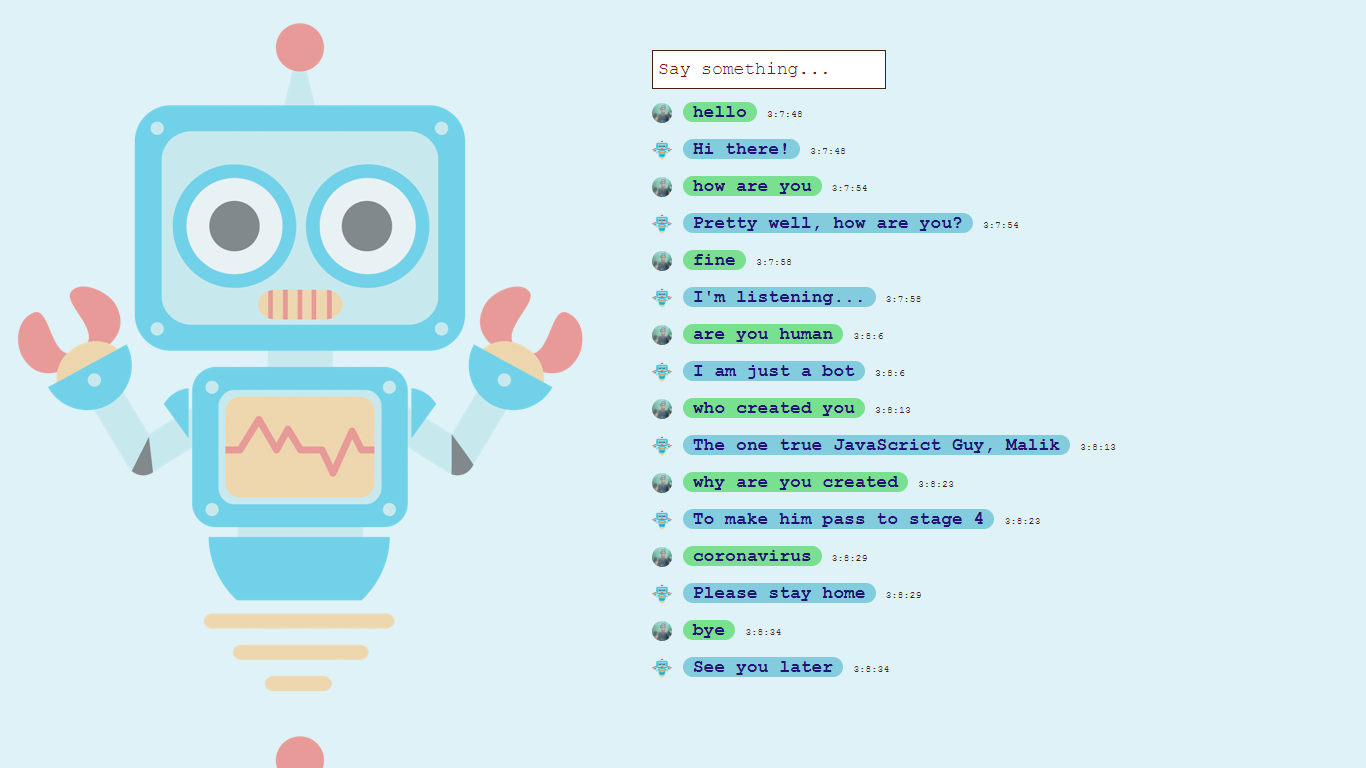 Say something...
hello 3:7:48
Hi there! 3:7:48
how are you 3:7:54
Pretty well, how are you? 3:7:54
fine 3:7:58
I'm listening... 3:7:58
are you human 3:8:6
I am just a bot 3:8:6
who created you 3:8:13
The one true JavaScrict Guy, Malik 3:8:13
why are you created 3:8:23
To make him pass to stage 4 3:8:23
coronavirus 3:8:29
Please stay home 3:8:29
bye 3:8:34
See you later 3:8:34